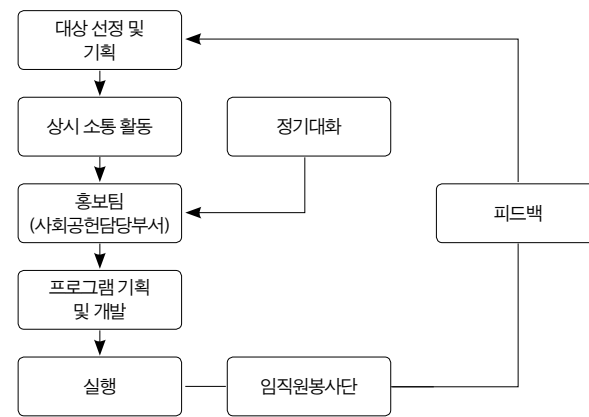 대상 선정 및
기획
상시 소통 활동
정기대화
홍보팀
(사회공헌담당부서)
피드백
프로그램 기획
및 개발
실행
임직원봉사단